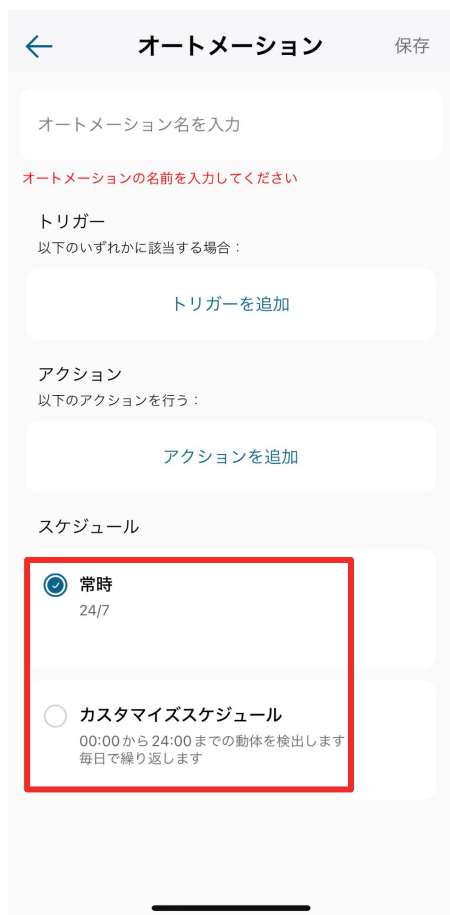 オートメーション
保存
オートメーション名を入力
オートメーションの名前を入力してください
トリガー
以下のいずれかに該当する場合：
トリガーを追加
アクション
以下のアクションを行う：
アクションを追加
スケジュール
常時
24/7
カスタマイズスケジュール
00:00から24:00までの動体を検出します
毎日で繰り返します